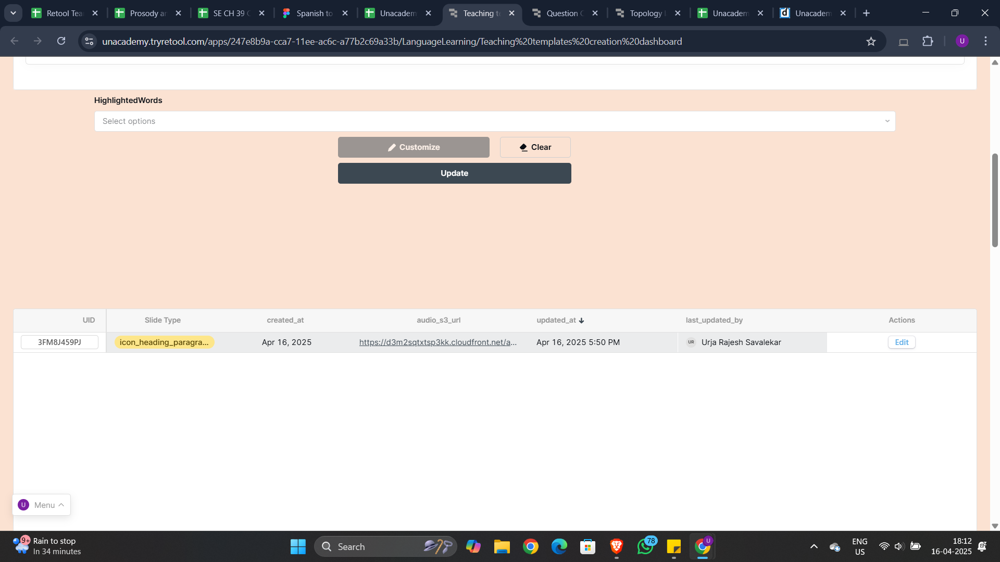 Retool Tea
Prosody ar
SE CH 39 C
Spanish to
Unacadem
Teaching te
Question C
Topology
Unacadem
Unacadem
unacademy.tryretool.com/apps/247e8b9a-cca7-11ee-ac6c-a77b2c69a33b/LanguageLearning/Teaching%20templates%20creation%20dashboard
U
HighlightedWords
Select options
Customize
Clear
Update
UID
Slide Type
created_at
audio_s3_url
updated_at
last_updated_by
Actions
3FM8J459PJ
icon_heading_paragra...
Apr 16, 2025
https://d3m2sqtxtsp3kk.cloudfront.net/a...
Apr 16, 2025 5:50 PM
UR
Urja Rajesh Savalekar
Edit
U
Menu
9+
Rain to stop
In 34 minutes
Search
78
U
ENG
US
18:12
16-04-2025